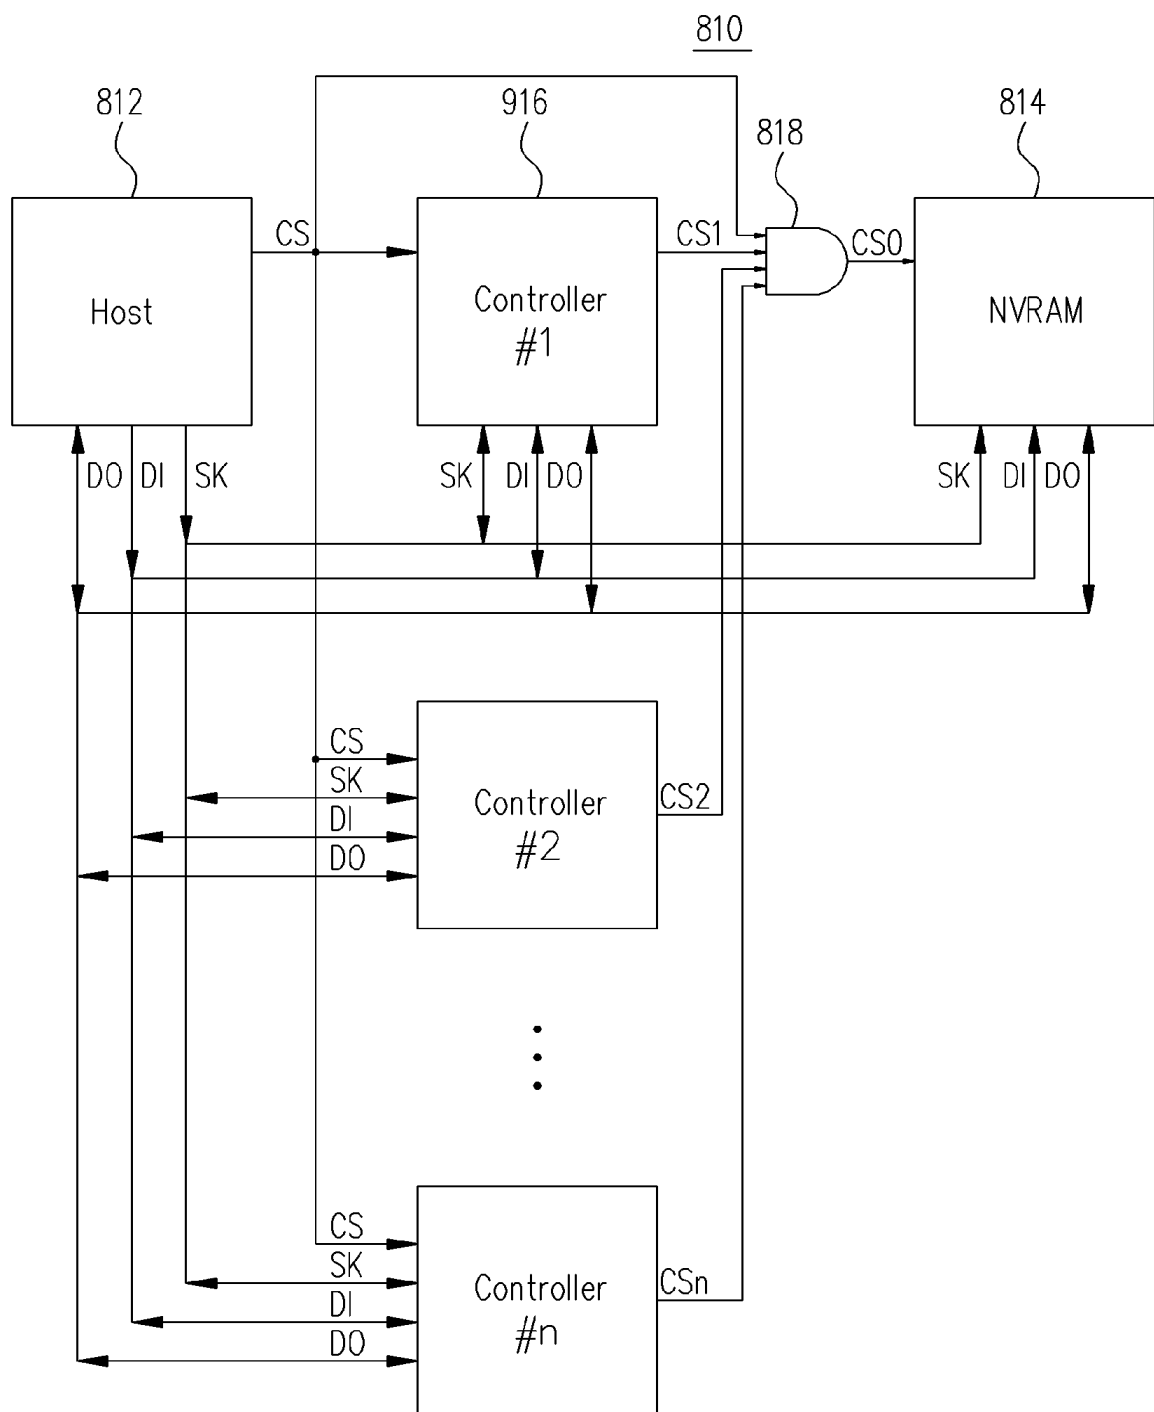 810
812
916
818
814
CS
CS1
CS0
Host
Controller
#1
NVRAM
DO DI SK
SK DI DO
SK DI DO
CS
SK
DI
DO
Controller
#2
CS2
CS
SK
DI
DO
Controller
#n
CSn